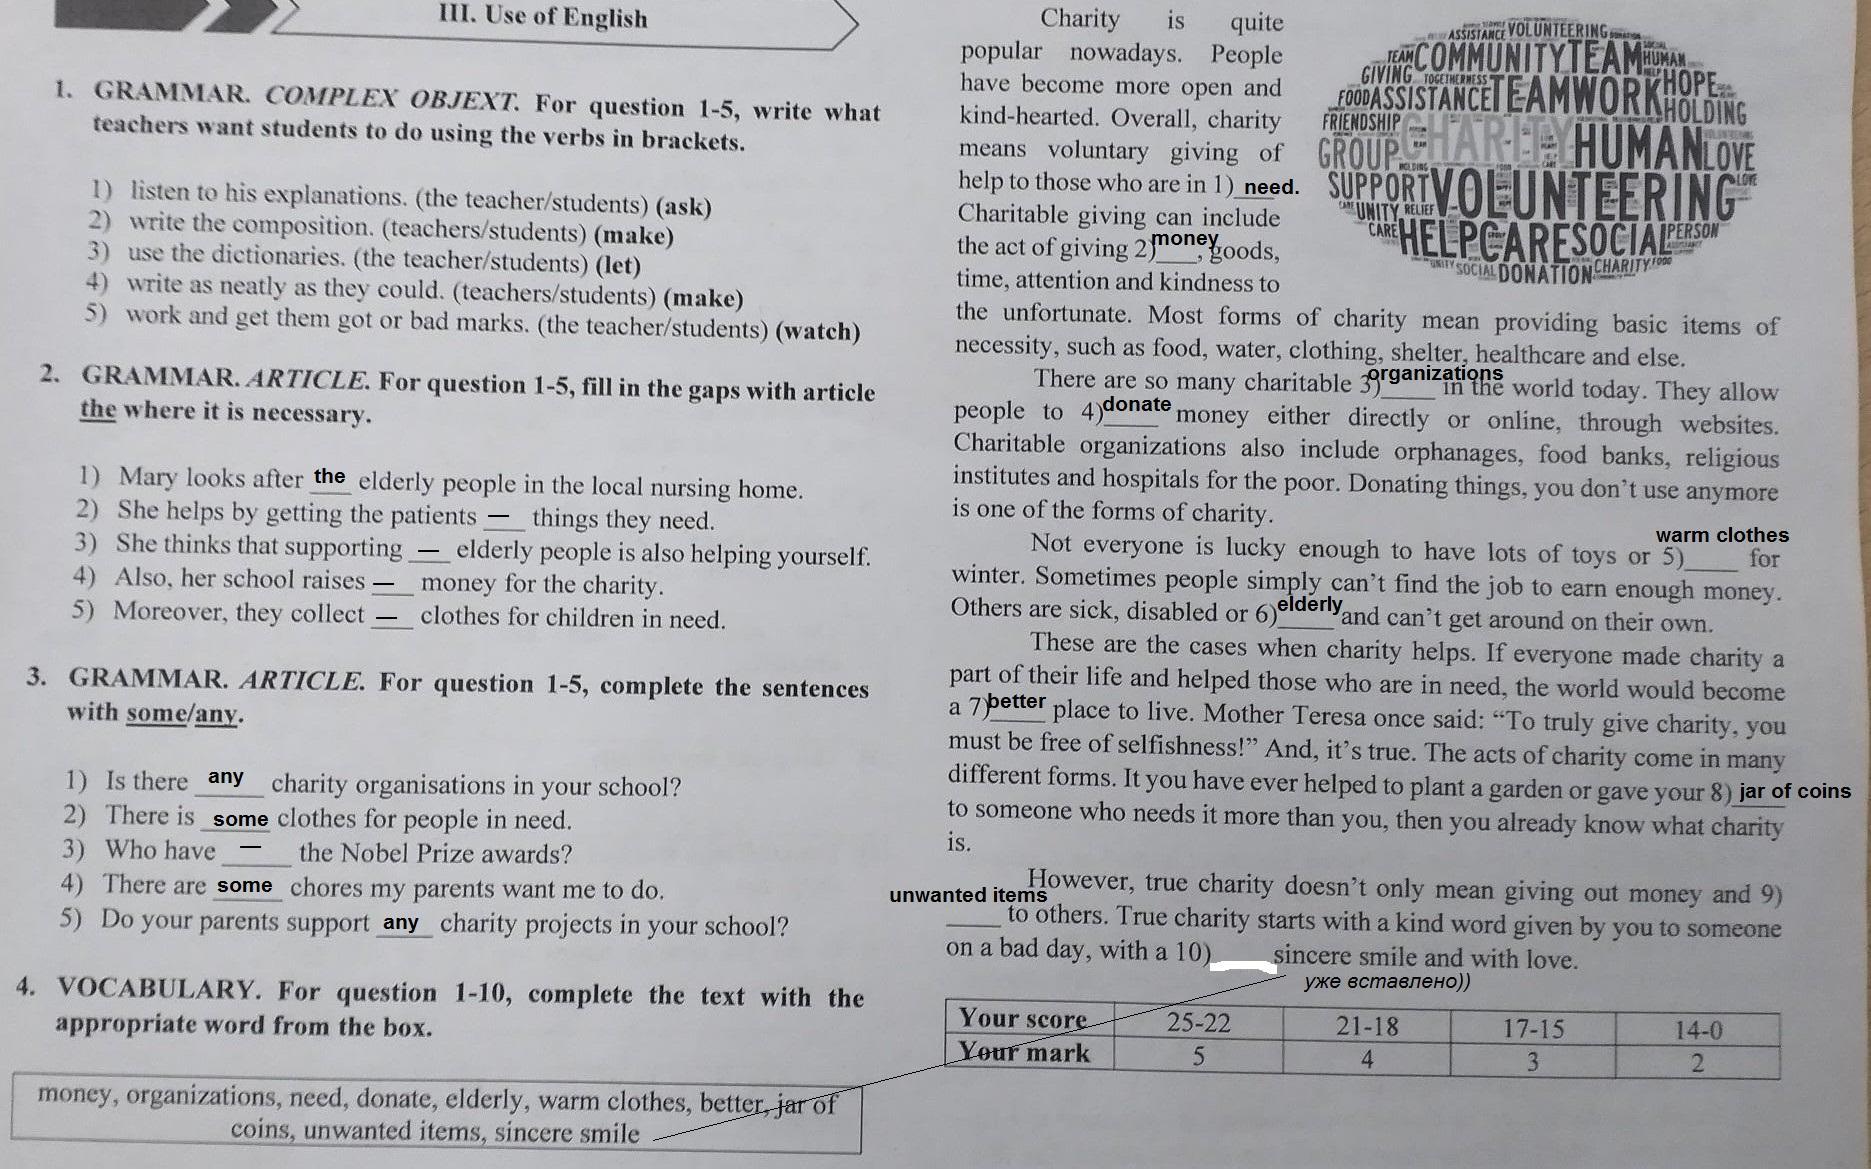 III. Use of English
1. GRAMMAR. COMPLEX OBJEXT. For question 1-5, write what
teachers want students to do using the verbs in brackets.
1) listen to his explanations. (the teacher/students) (ask)
2) write the composition. (teachers/students) (make)
3) use the dictionaries. (the teacher/students) (let)
4) write as neatly as they could. (teachers/students) (make)
5) work and get them got or bad marks. (the teacher/students) (watch)
2. GRAMMAR. ARTICLE. For question 1-5, fill in the gaps with article
the where it is necessary.
1) Mary looks after the elderly people in the local nursing home.
2) She helps by getting the patients — things they need.
3) She thinks that supporting — elderly people is also helping yourself.
4) Also, her school raises — money for the charity.
5) Moreover, they collect — clothes for children in need.
3. GRAMMAR. ARTICLE. For question 1-5, complete the sentences
with some/any.
1) Is there any charity organisations in your school?
2) There is some clothes for people in need.
3) Who have — the Nobel Prize awards?
4) There are some chores my parents want me to do.
5) Do your parents support any charity projects in your school?
4. VOCABULARY. For question 1-10, complete the text with the
appropriate word from the box.
money, organizations, need, donate, elderly, warm clothes, better, jar of
coins, unwanted items, sincere smile
Charity is quite
popular nowadays. People
have become more open and
kind-hearted. Overall, charity
means voluntary giving of
help to those who are in 1) need.
Charitable giving can include
the act of giving 2) money, goods,
time, attention and kindness to
the unfortunate. Most forms of charity mean providing basic items of
necessity, such as food, water, clothing, shelter, healthcare and else.
There are so many charitable 3) organizations in the world today. They allow
people to 4) donate money either directly or online, through websites.
Charitable organizations also include orphanages, food banks, religious
institutes and hospitals for the poor. Donating things, you don't use anymore
is one of the forms of charity.
Not everyone is lucky enough to have lots of toys or 5) warm clothes for
winter. Sometimes people simply can't find the job to earn enough money.
Others are sick, disabled or 6) elderly and can't get around on their own.
These are the cases when charity helps. If everyone made charity a
part of their life and helped those who are in need, the world would become
a 7) better place to live. Mother Teresa once said: “To truly give charity, you
must be free of selfishness!” And, it's true. The acts of charity come in many
different forms. It you have ever helped to plant a garden or gave your 8) jar of coins
to someone who needs it more than you, then you already know what charity
is.
However, true charity doesn't only mean giving out money and 9)
unwanted items to others. True charity starts with a kind word given by you to someone
on a bad day, with a 10) sincere smile and with love.
уже вставлено))
Your score 25-22 21-18 17-15 14-0
Your mark 5 4 3 2
ASSISTANCE VOLUNTEERING
TEAM COMMUNITY TEAM HUMAN
GIVING TOGETHERNESS TEAMWORK HOPE
FOOD ASSISTANCE HOLDING
FRIENDSHIP CHARITY
GROUP HUMAN LOVE
SUPPORT VOLUNTEERING LOVE
CARE UNITY RELIEF
CARE HELP CARE SOCIAL PERSON
UNITY SOCIAL DONATION CHARITY FOOD